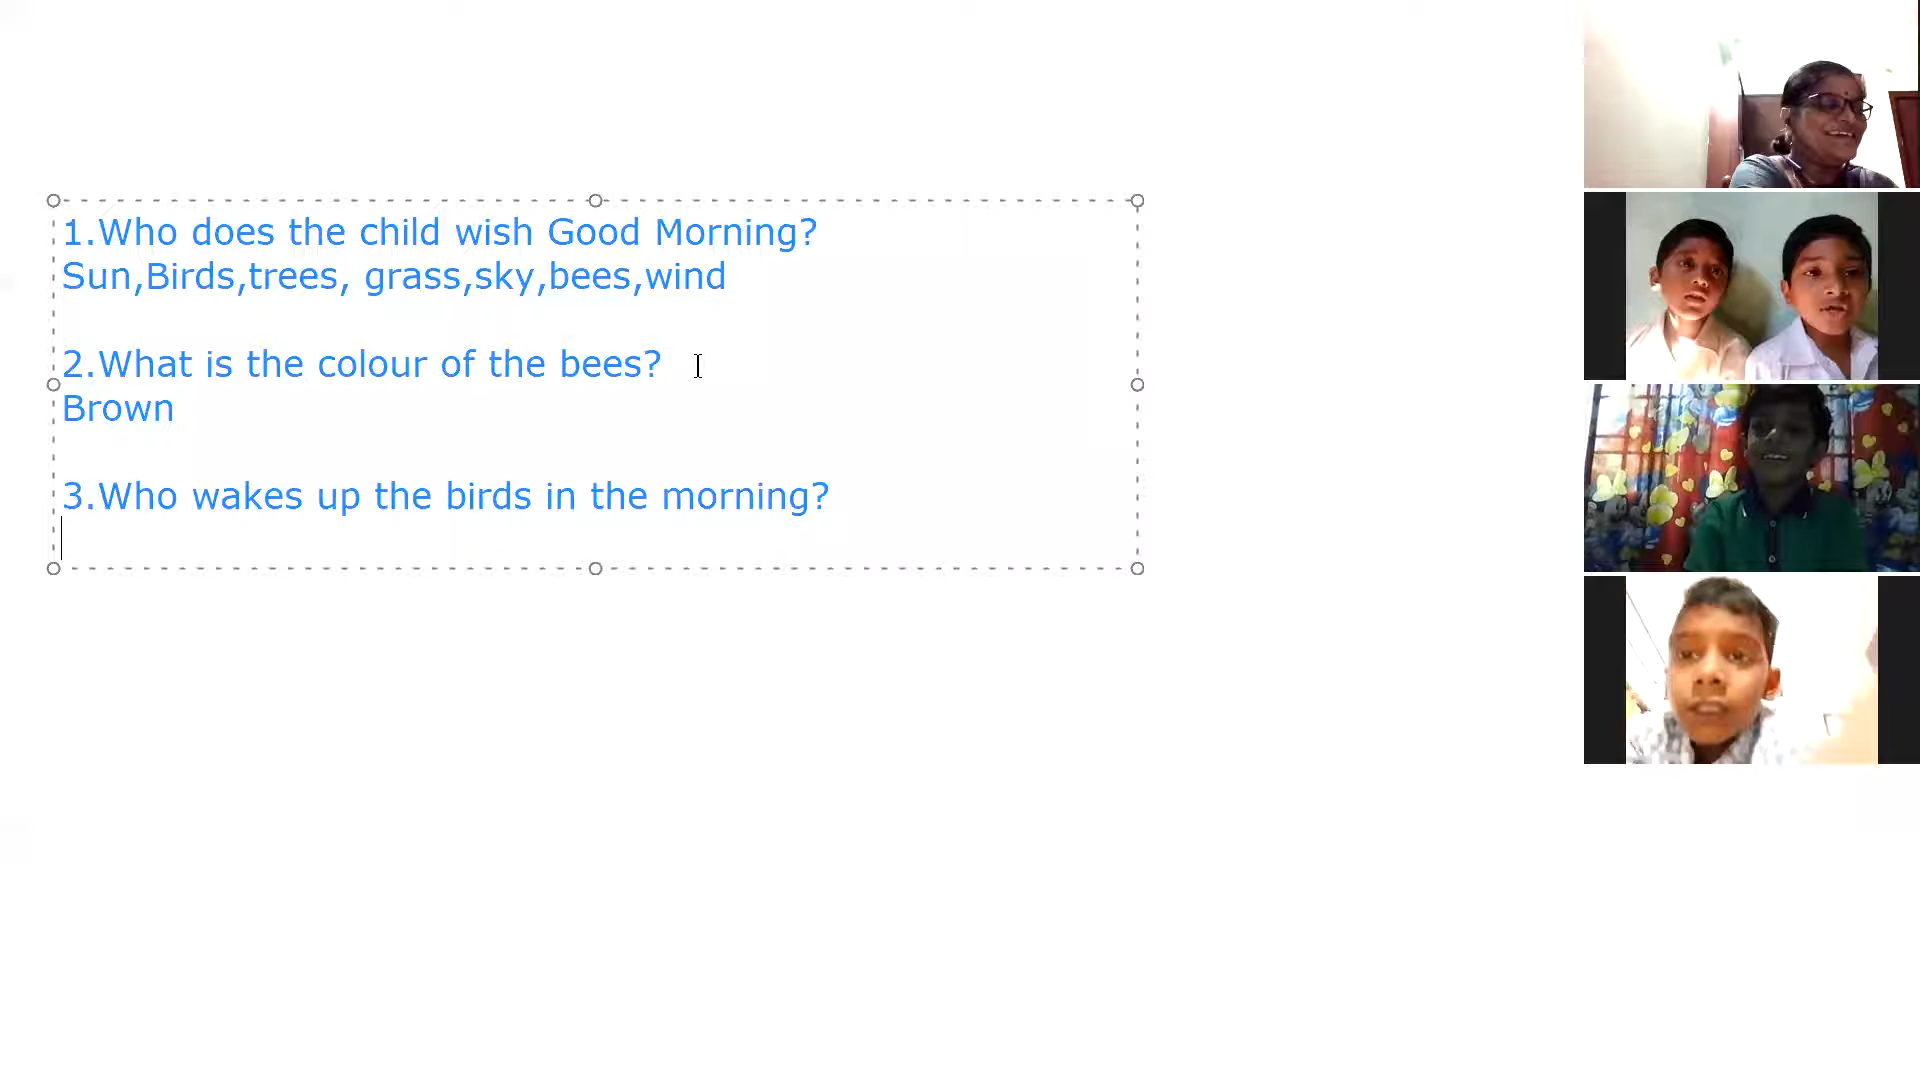 1.Who does the child wish Good Morning?
Sun,Birds,trees, grass,sky,bees,wind
2.What is the colour of the bees?
Brown
3.Who wakes up the birds in the morning?